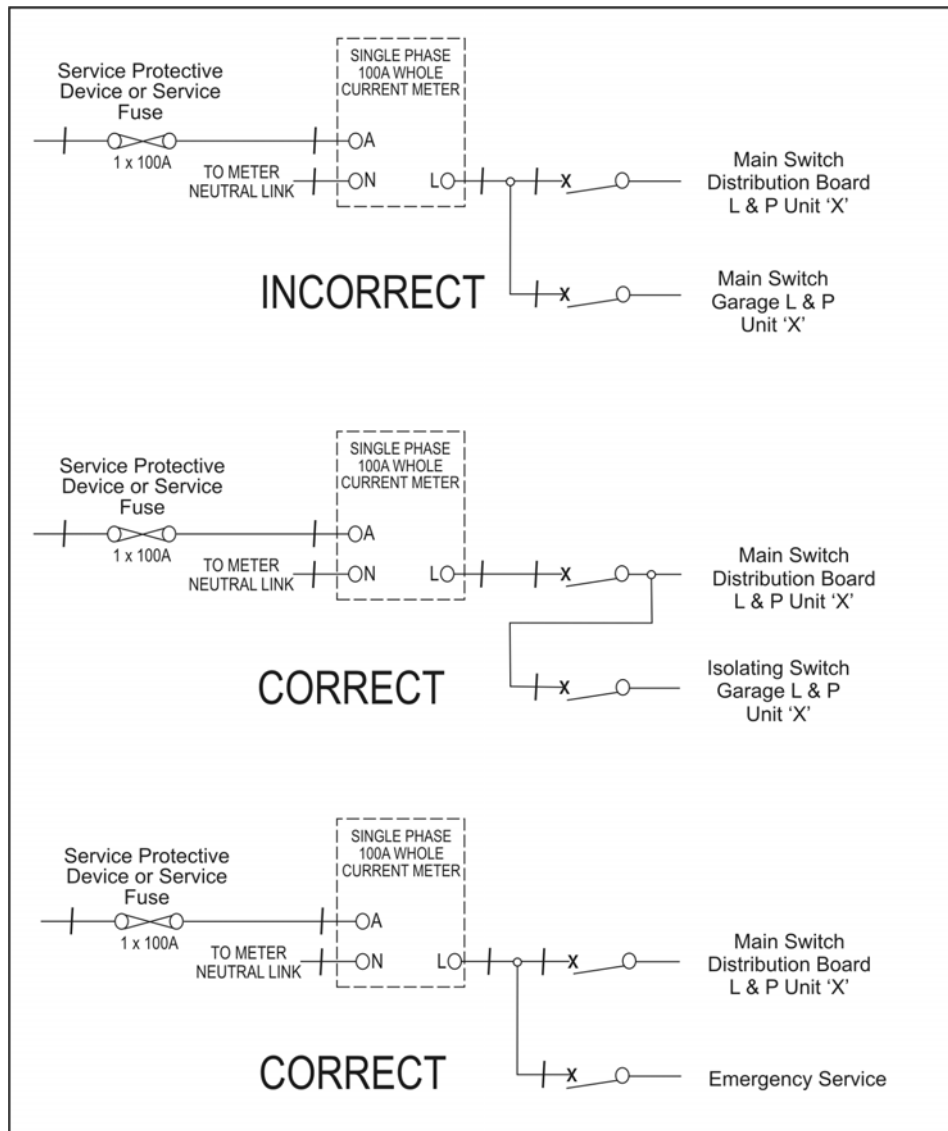 SINGLE PHASE
100A WHOLE
CURRENT METER
Service Protective
Device or Service
Fuse
1 x 100A
A
TO METER
NEUTRAL LINK
N
L
Main Switch
Distribution Board
L & P Unit ‘X’
INCORRECT
Main Switch
Garage L & P
Unit ‘X’
SINGLE PHASE
100A WHOLE
CURRENT METER
Service Protective
Device or Service
Fuse
1 x 100A
A
TO METER
NEUTRAL LINK
N
L
Main Switch
Distribution Board
L & P Unit ‘X’
CORRECT
Isolating Switch
Garage L & P
Unit ‘X’
SINGLE PHASE
100A WHOLE
CURRENT METER
Service Protective
Device or Service
Fuse
1 x 100A
A
TO METER
NEUTRAL LINK
N
L
Main Switch
Distribution Board
L & P Unit ‘X’
CORRECT
Emergency Service